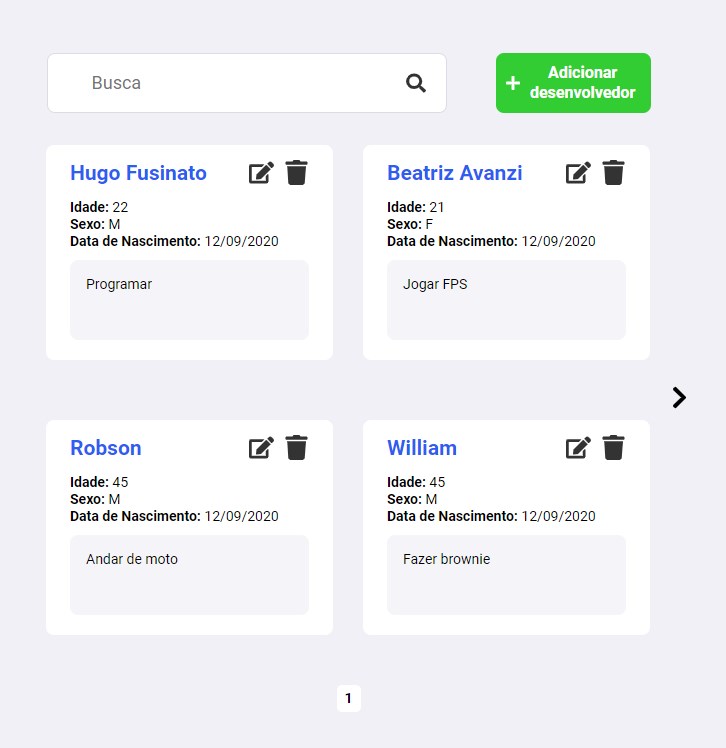 Busca
Adicionar
desenvolvedor
Hugo Fusinato
Idade: 22
Sexo: M
Data de Nascimento: 12/09/2020
Programar
Beatriz Avanzi
Idade: 21
Sexo: F
Data de Nascimento: 12/09/2020
Jogar FPS
Robson
Idade: 45
Sexo: M
Data de Nascimento: 12/09/2020
Andar de moto
William
Idade: 45
Sexo: M
Data de Nascimento: 12/09/2020
Fazer brownie
1